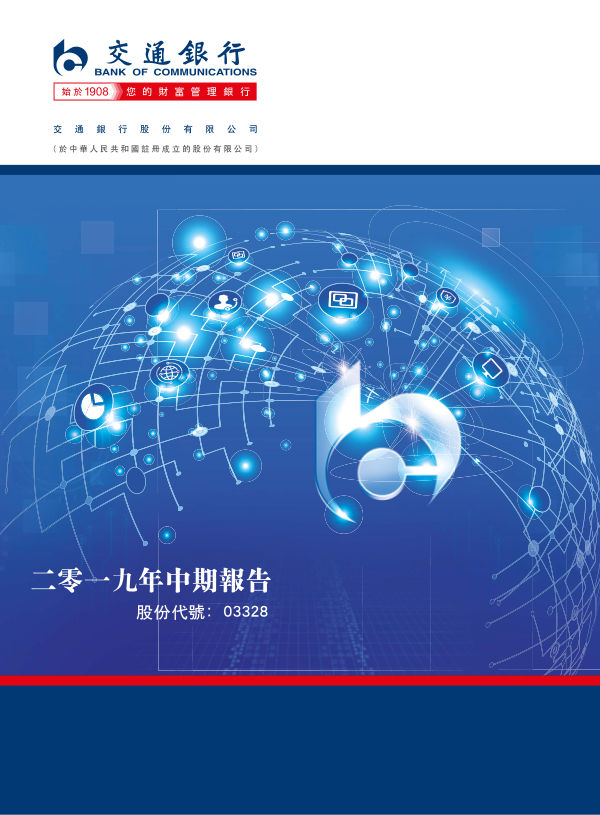 交通銀行
BANK OF COMMUNICATIONS
始於1908 您的財富管理銀行
交通銀行股份有限公司
(於中華人民共和國註冊成立的股份有限公司)
二零一九年中期報告
股份代號: 03328